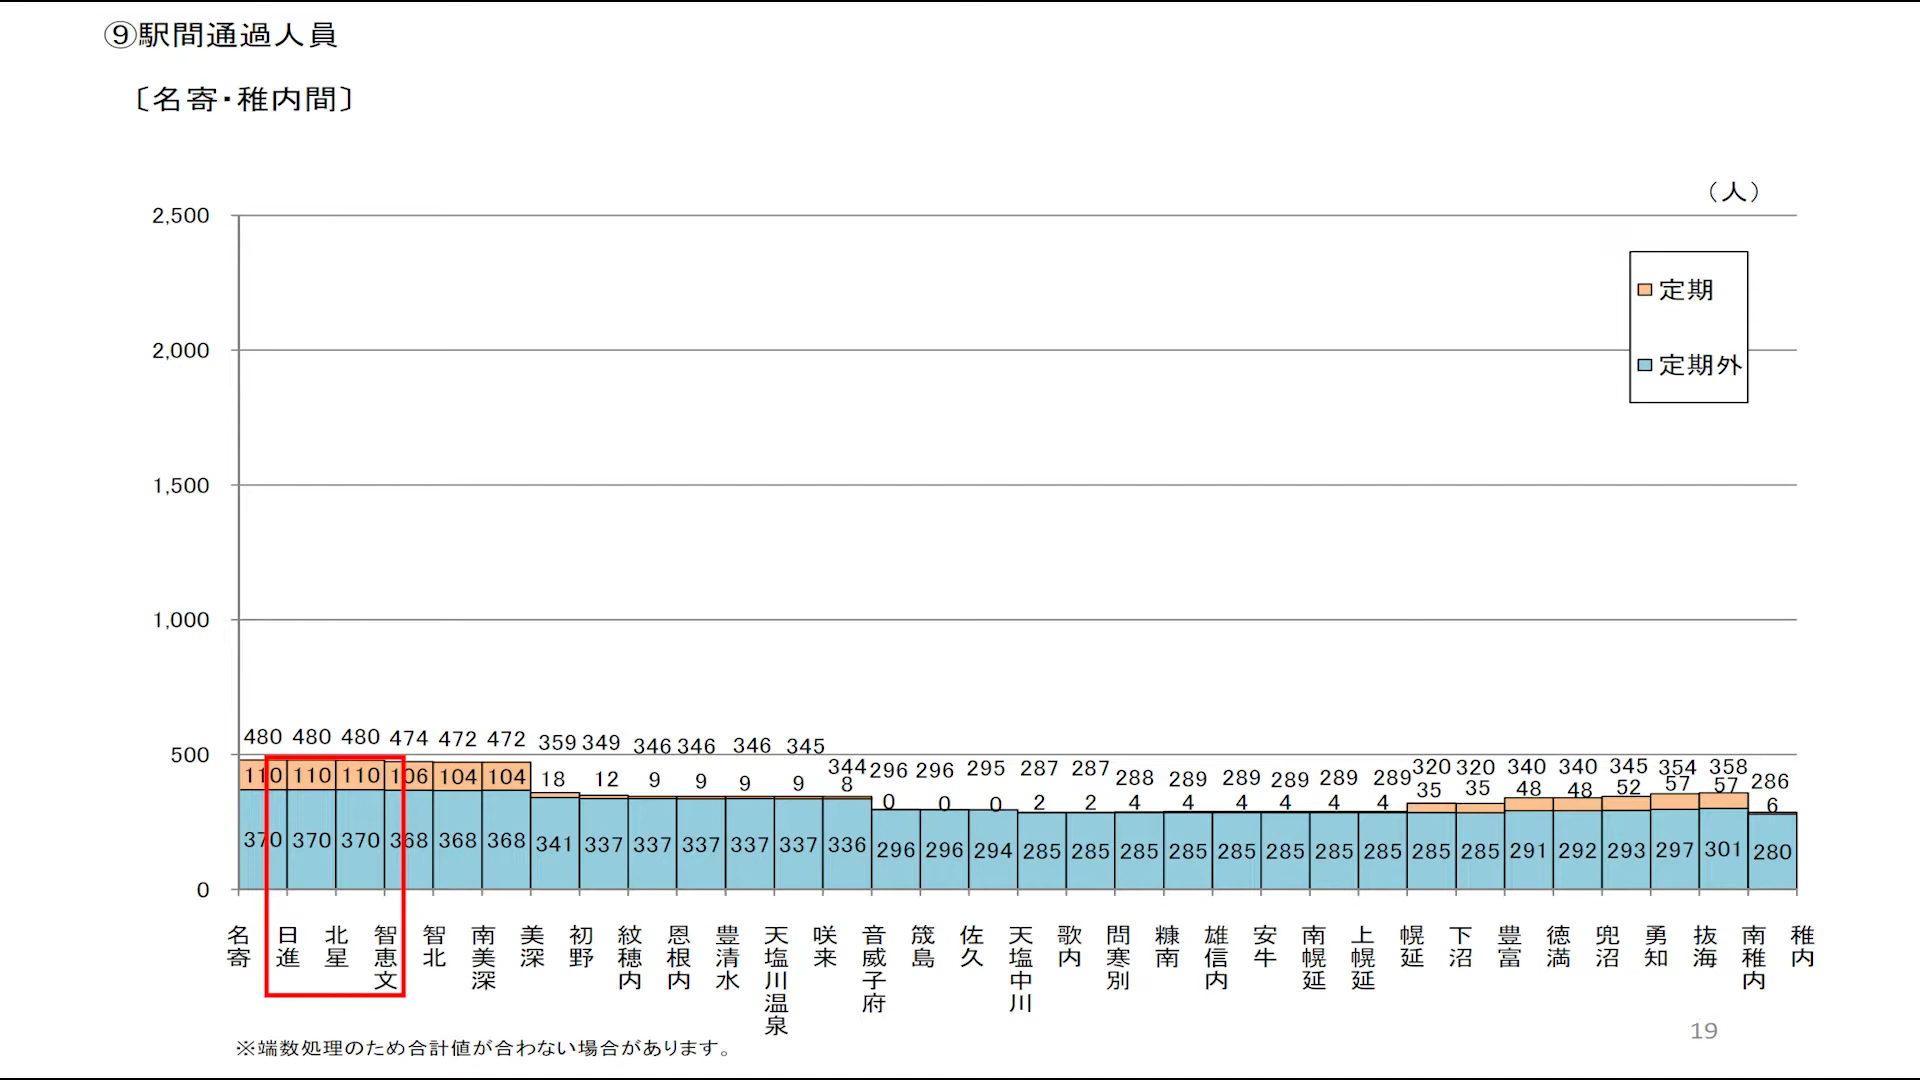 ⑨駅間通過人員
〔名寄・稚内間〕
（人）
2,500
2,000
1,500
1,000
500
0
定期
定期外
480 480 480 474 472 472 359 349 346 346 346 345 344 296 296 295 287 287 288 289 289 289 289 289 320 320 340 340 345 354 358 286
110 110 110 106 104 104 18 12 9 9 9 9 8 0 0 0 2 2 4 4 4 4 4 4 35 35 48 48 52 57 57 6
370 370 370 368 368 368 341 337 337 337 337 337 336 296 296 294 285 285 285 285 285 285 285 285 285 285 291 292 293 297 301 280
名寄
日進
北星
智恵文
智北
南美深
美深
初野
紋穂内
恩根内
豊清水
天塩川温泉
咲来
音威子府
筬島
佐久
天塩中川
歌内
問寒別
糠南
雄信内
安牛
南幌延
上幌延
幌延
下沼
豊富
徳満
兜沼
勇知
抜海
南稚内
稚内
※端数処理のため合計値が合わない場合があります。
19